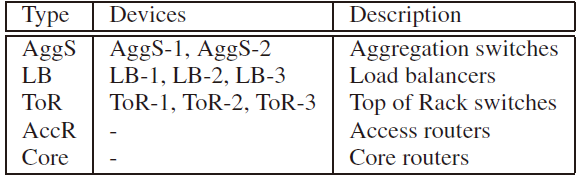 Type Devices Description
AggS AggS-1, AggS-2 Aggregation switches
LB LB-1, LB-2, LB-3 Load balancers
ToR ToR-1, ToR-2, ToR-3 Top of Rack switches
AccR - Access routers
Core - Core routers